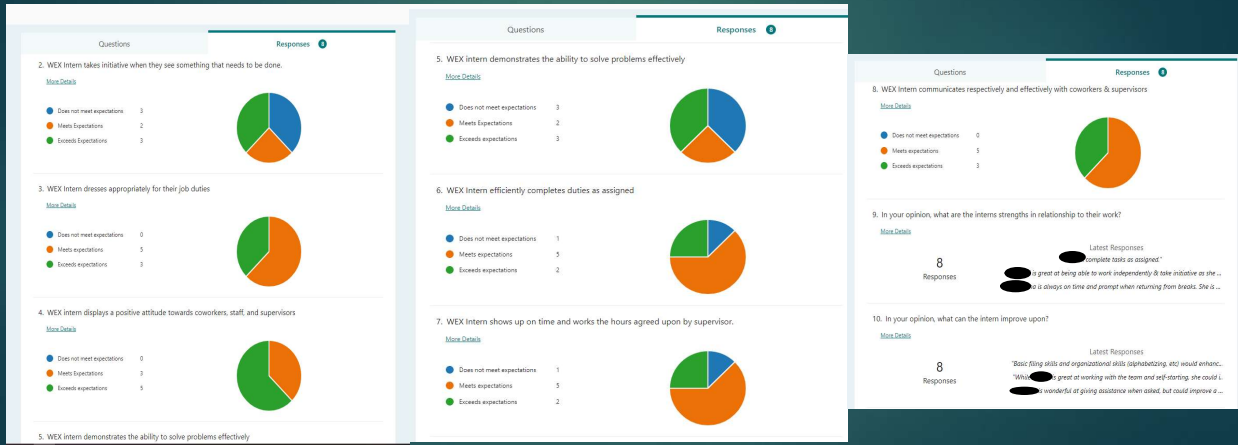 Questions
Responses 8
2. WEX Intern takes initiative when they see something that needs to be done.
More Details
Does not meet expectations 3
Meets Expectations 2
Exceeds Expectations 3
3. WEX Intern dresses appropriately for their job duties
More Details
Does not meet expectations 0
Meets expectations 5
Exceeds expectations 3
4. WEX intern displays a positive attitude towards coworkers, staff, and supervisors
More Details
Does not meet expectations 0
Meets expectations 3
Exceeds expectations 5
5. WEX intern demonstrates the ability to solve problems effectively
Questions
Responses 8
5. WEX intern demonstrates the ability to solve problems effectively
More Details
Does not meet expectations 3
Meets Expectations 2
Exceeds expectations 3
6. WEX Intern efficiently completes duties as assigned
More Details
Does not meet expectations 1
Meets expectations 5
Exceeds expectations 2
7. WEX Intern shows up on time and works the hours agreed upon by supervisor.
More Details
Does not meet expectations 1
Meets expectations 5
Exceeds expectations 2
Questions
Responses 8
8. WEX Intern communicates respectively and effectively with coworkers & supervisors
More Details
Does not meet expectations 0
Meets expectations 5
Exceeds expectations 3
9. In your opinion, what are the interns strengths in relationship to their work?
More Details
8
Responses
Latest Responses
complete tasks as assigned."
is great at being able to work independently & take initiative as she ...
a is always on time and prompt when returning from breaks. She is ...
10. In your opinion, what can the intern improve upon?
More Details
8
Responses
Latest Responses
"Basic filing skills and organizational skills (alphabetizing, etc) would enhanc...
"While is great at working with the team and self-starting, she could i...
is wonderful at giving assistance when asked, but could improve a ...